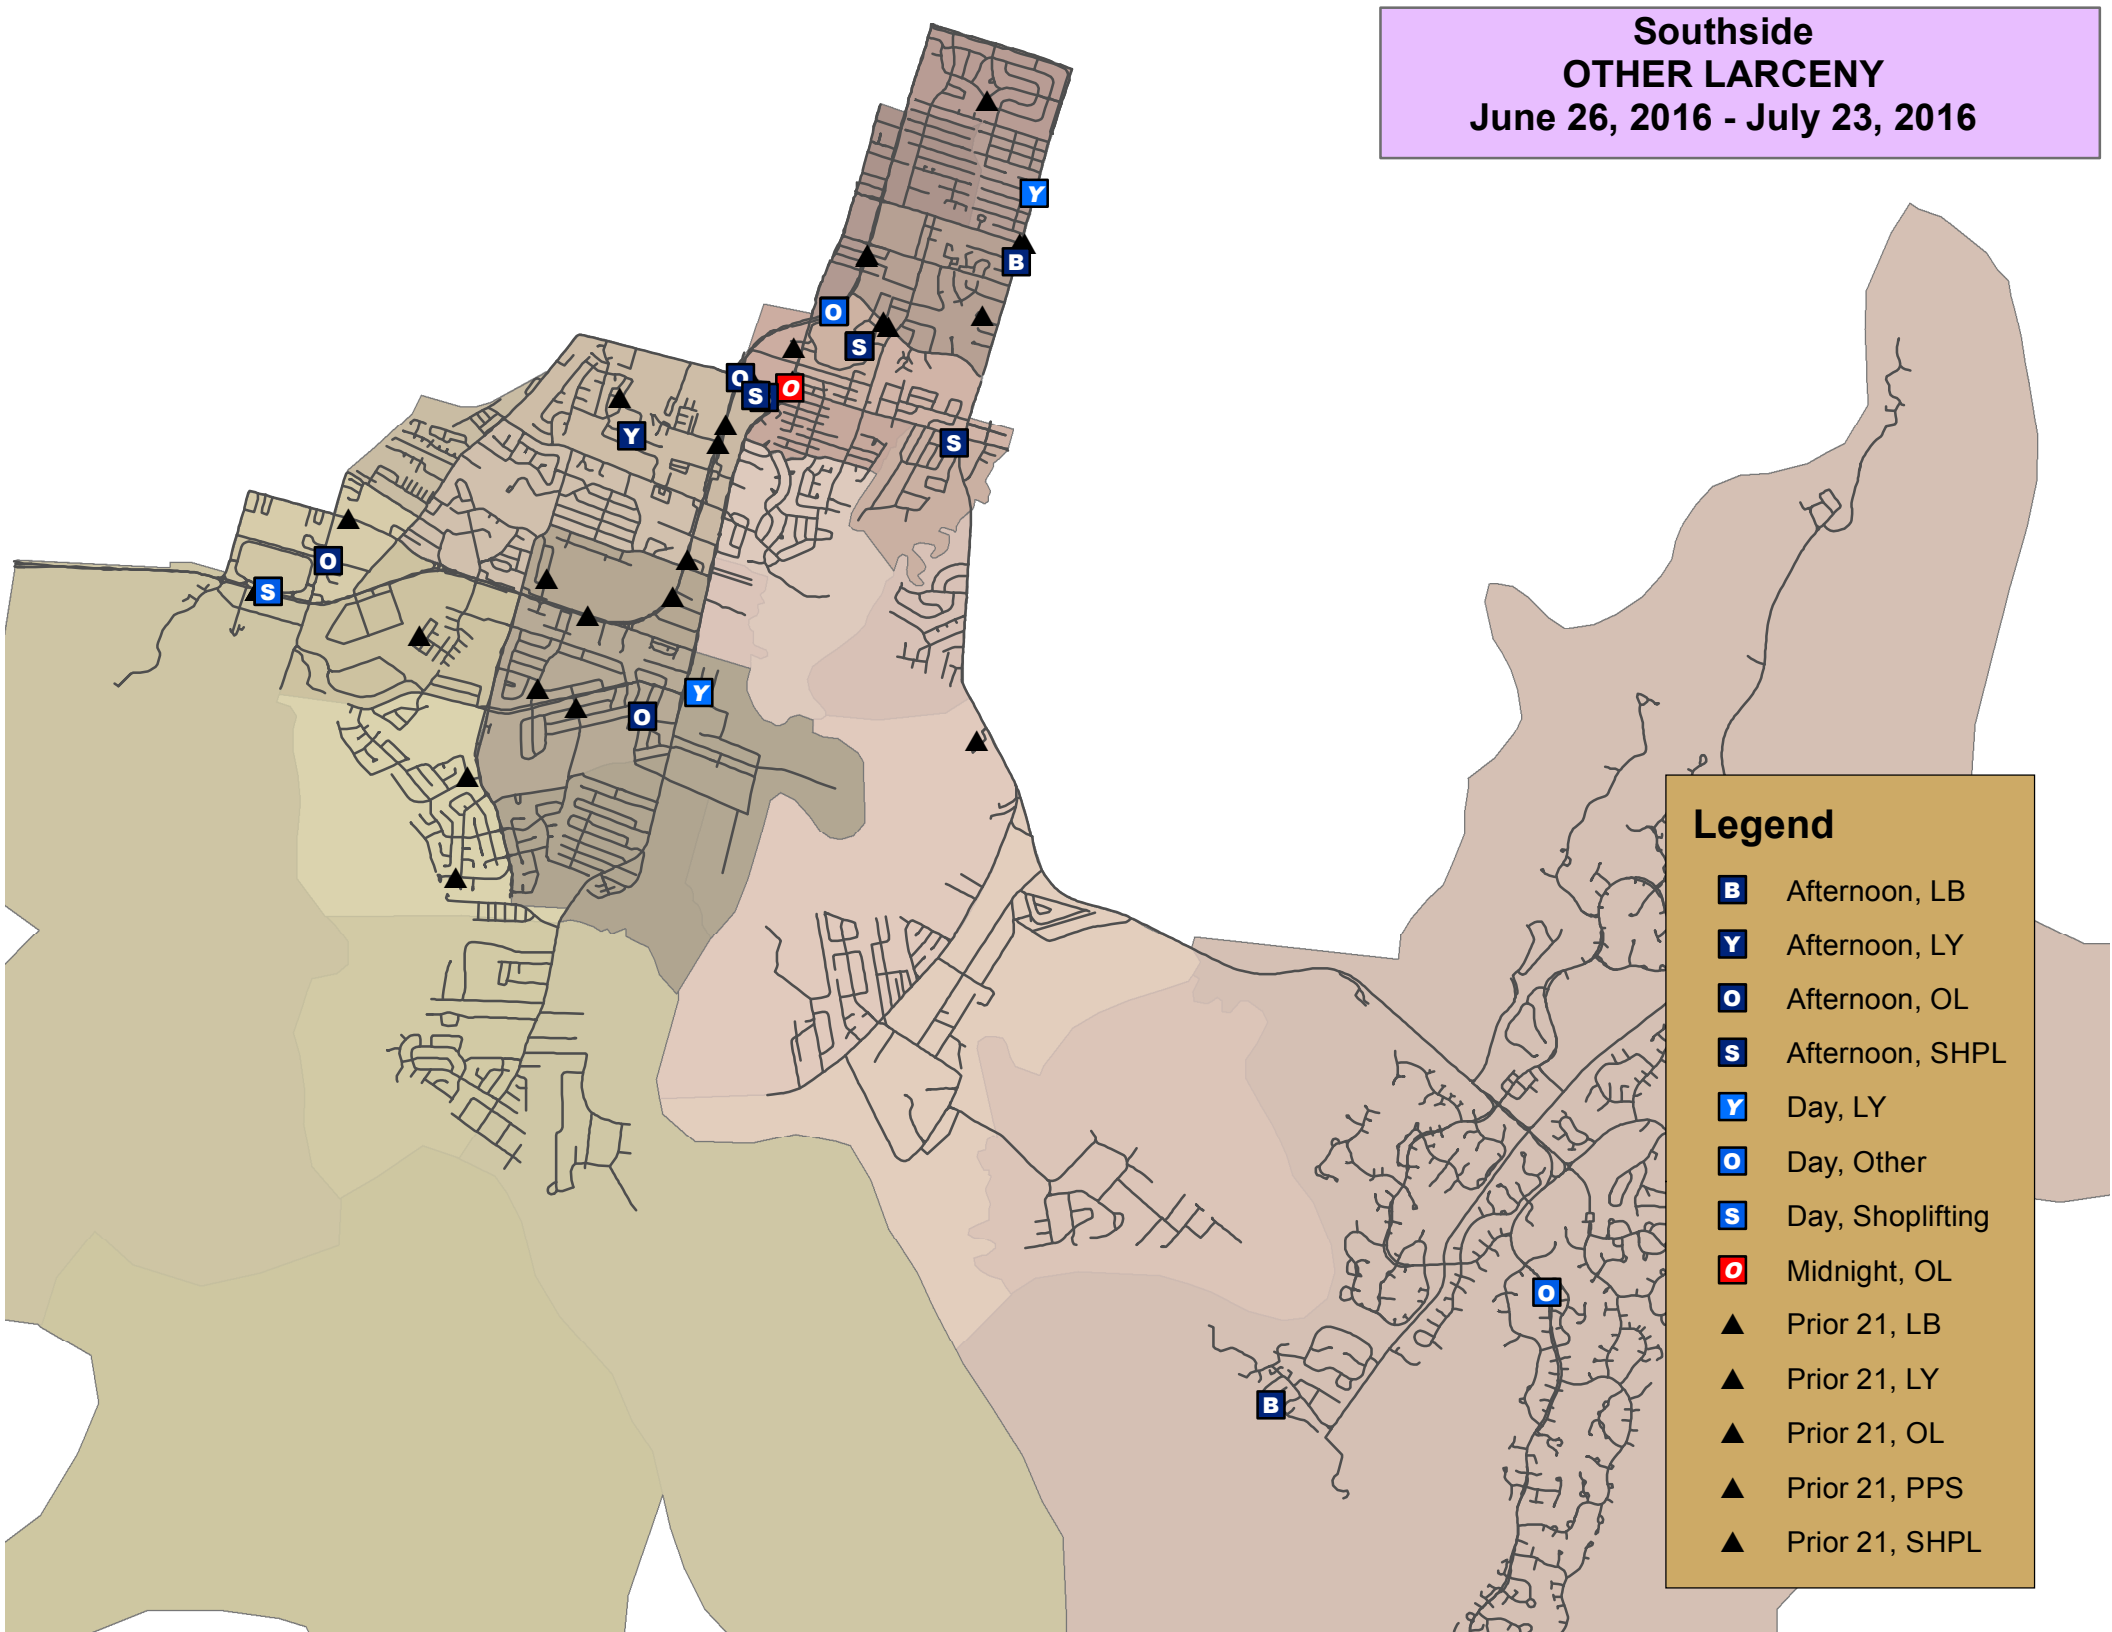 Southside
OTHER LARCENY
June 26, 2016 - July 23, 2016
Y
B
O
S
O
S
O
Y
S
O
S
Y
O
O
B
Legend
B Afternoon, LB
Y Afternoon, LY
O Afternoon, OL
S Afternoon, SHPL
Y Day, LY
O Day, Other
S Day, Shoplifting
O Midnight, OL
Prior 21, LB
Prior 21, LY
Prior 21, OL
Prior 21, PPS
Prior 21, SHPL